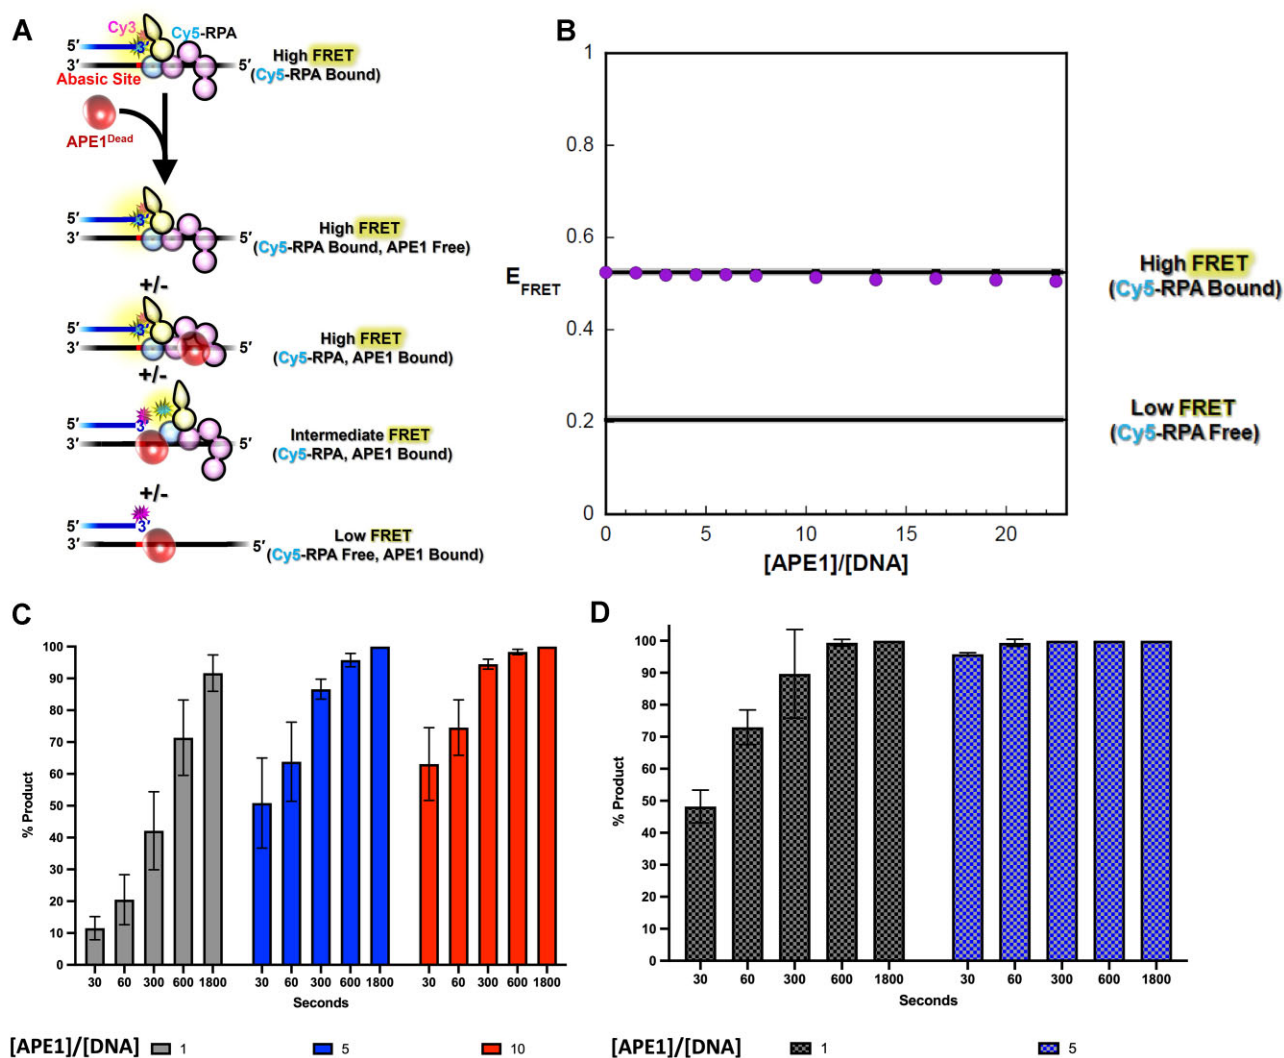 A
Cy3
Cy5-RPA
5′
3′
3′
5′
Abasic Site
High FRET
(Cy5-RPA Bound)
APE1Dead
5′
3′
3′
5′
High FRET
(Cy5-RPA Bound, APE1 Free)
+/-
5′
3′
3′
5′
High FRET
(Cy5-RPA, APE1 Bound)
+/-
5′
3′
3′
5′
Intermediate FRET
(Cy5-RPA, APE1 Bound)
+/-
5′
3′
3′
5′
Low FRET
(Cy5-RPA Free, APE1 Bound)
B
1
0.8
0.6
EFRET
0.4
0.2
0
0 5 10 15 20
[APE1]/[DNA]
High FRET
(Cy5-RPA Bound)
Low FRET
(Cy5-RPA Free)
C
% Product
100
90
80
70
60
50
40
30
20
10
0
30 60 300 600 1800 30 60 300 600 1800 30 60 300 600 1800
Seconds
[APE1]/[DNA] 1 5 10
D
% Product
100
90
80
70
60
50
40
30
20
10
0
30 60 300 600 1800 30 60 300 600 1800
Seconds
[APE1]/[DNA] 1 5